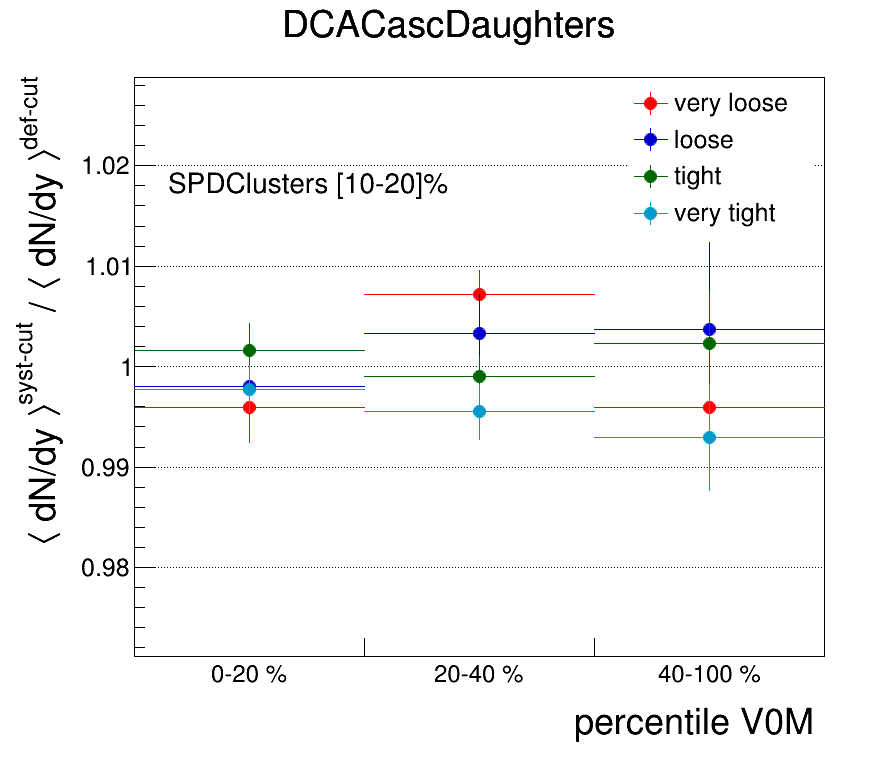 DCACascDaughters
⟨ dN/dy ⟩^syst-cut / ⟨ dN/dy ⟩^def-cut
very loose
loose
tight
very tight
SPDClusters [10-20]%
1.02
1.01
1
0.99
0.98
0-20 %
20-40 %
40-100 %
percentile V0M